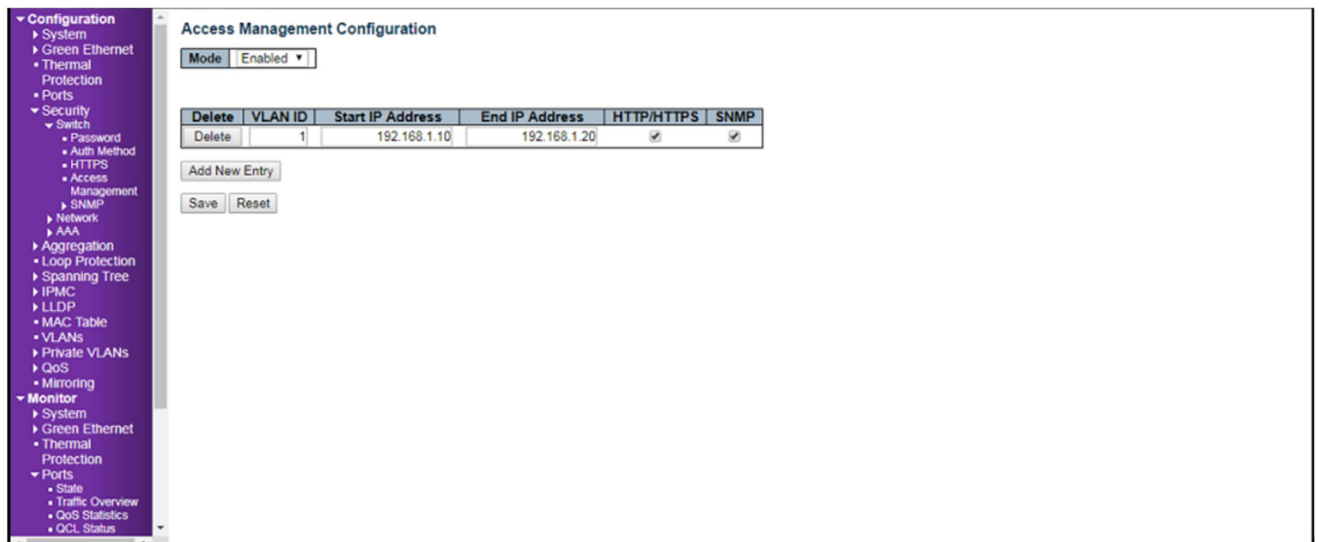 Configuration
System
Green Ethernet
Thermal
Protection
Ports
Security
Switch
Password
Auth Method
HTTPS
Access
Management
SNMP
Network
AAA
Aggregation
Loop Protection
Spanning Tree
IPMC
LLDP
MAC Table
VLANs
Private VLANs
QoS
Mirroring
Monitor
System
Green Ethernet
Thermal
Protection
Ports
State
Traffic Overview
QoS Statistics
QCL Status
Access Management Configuration
Mode Enabled
Delete VLAN ID Start IP Address End IP Address HTTP/HTTPS SNMP
Delete 1 192.168.1.10 192.168.1.20
Add New Entry
Save Reset